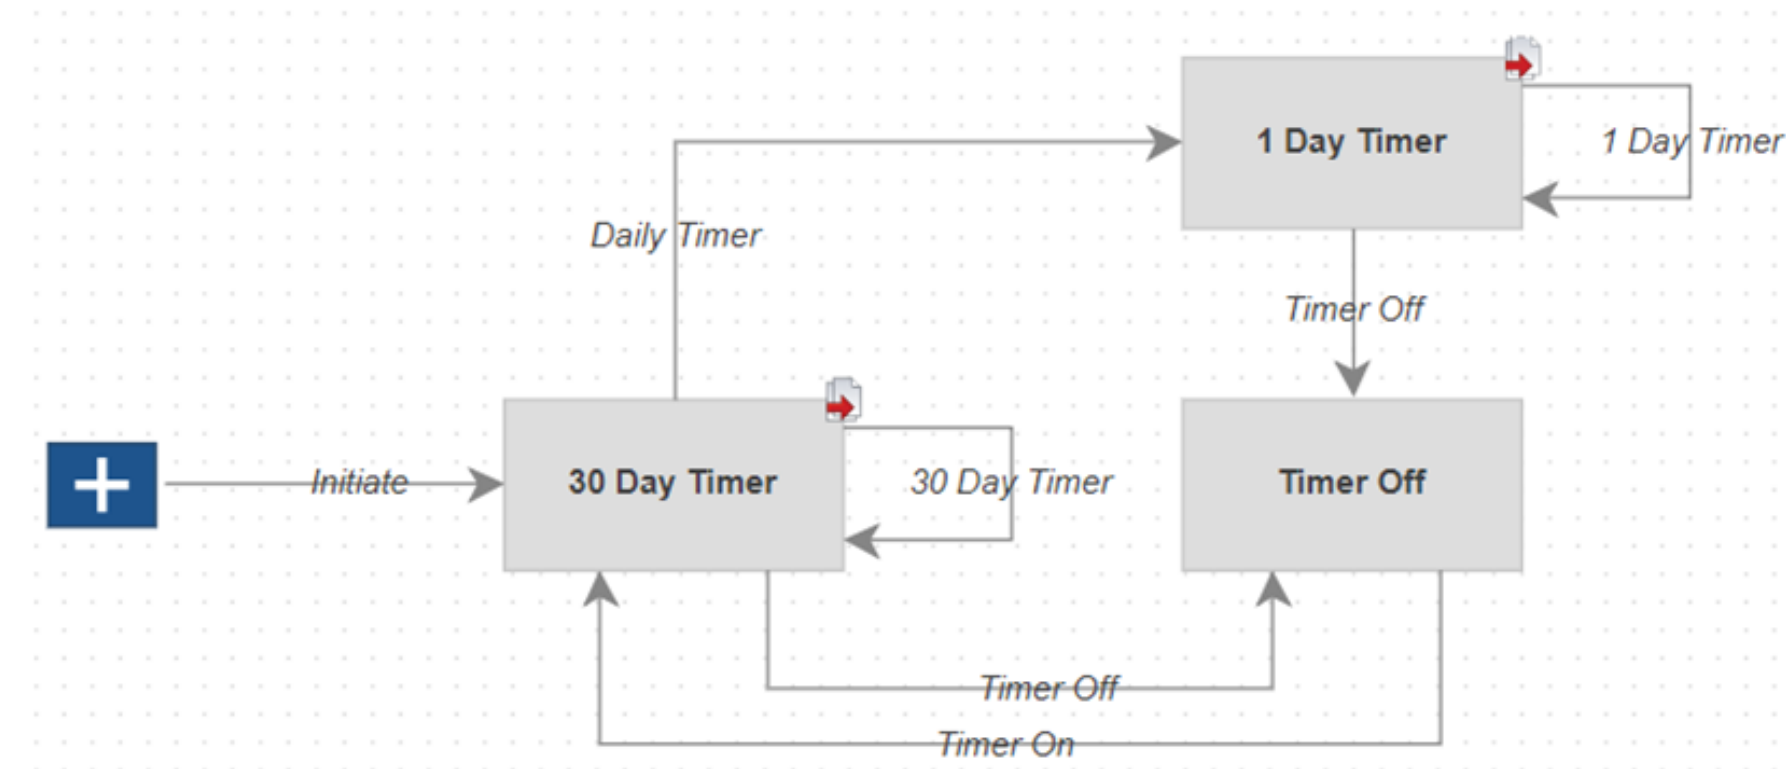 1 Day Timer
1 Day Timer
Daily Timer
Timer Off
Initiate
30 Day Timer
30 Day Timer
Timer Off
Timer Off
Timer On